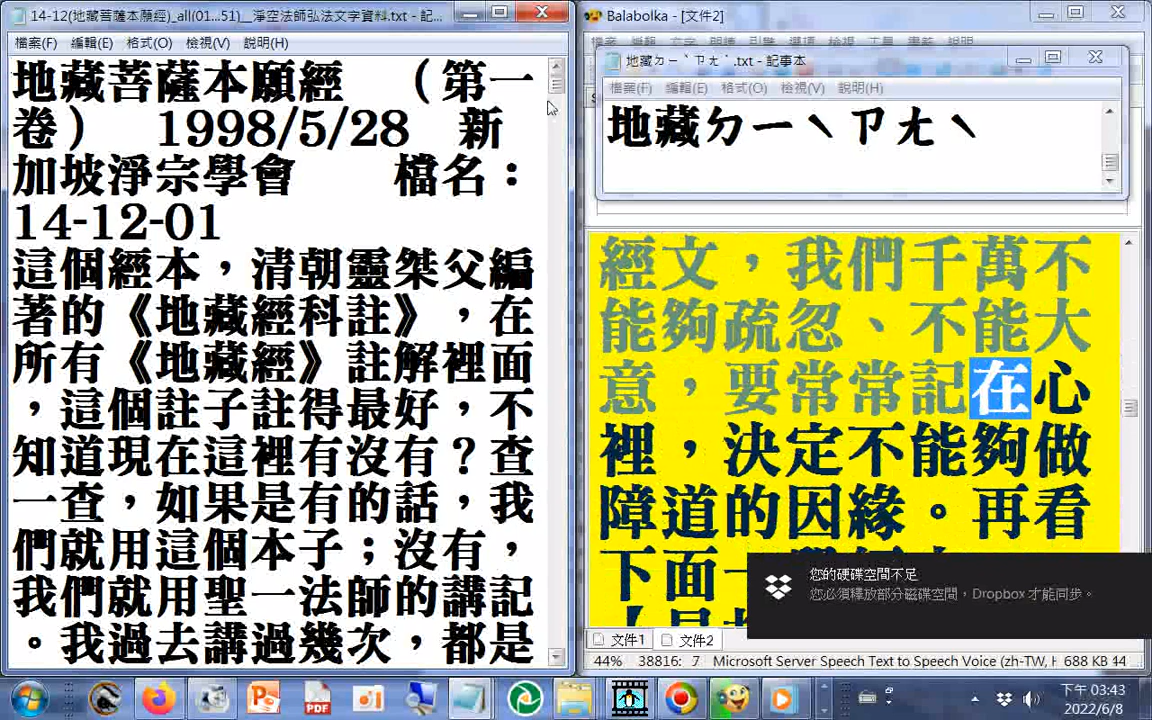 14-12(地藏菩薩本願經)_all(01...51)__淨空法師弘法文字資料.txt - 記...
檔案(F) 編輯(E) 格式(O) 檢視(V) 說明(H)
地藏菩薩本願經 （第一
卷） 1998/5/28 新
加坡淨宗學會 檔名：
14-12-01
這個經本，清朝靈椉父編
著的《地藏經科註》，在
所有《地藏經》註解裡面
，這個註子註得最好，不
知道現在這裡有沒有？查
一查，如果是有的話，我
們就用這個本子；沒有，
我們就用聖一法師的講記
。我過去講過幾次，都是
Balabolka - [文件2]
地藏ㄉㄧˋㄗㄤˋ.txt - 記事本
檔案(F) 編輯(E) 格式(O) 檢視(V) 說明(H)
地藏ㄉㄧˋㄗㄤˋ
經文，我們千萬不
能夠疏忽、不能大
意，要常常記在心
裡，決定不能夠做
障道的因緣。再看
下面一
您的硬碟空間不足
您必須釋放部分磁碟空間，Dropbox 才能同步。
文件1 文件2
44% 38816: 7 Microsoft Server Speech Text to Speech Voice (zh-TW, H 688 KB 44
下午 03:43
2022/6/8